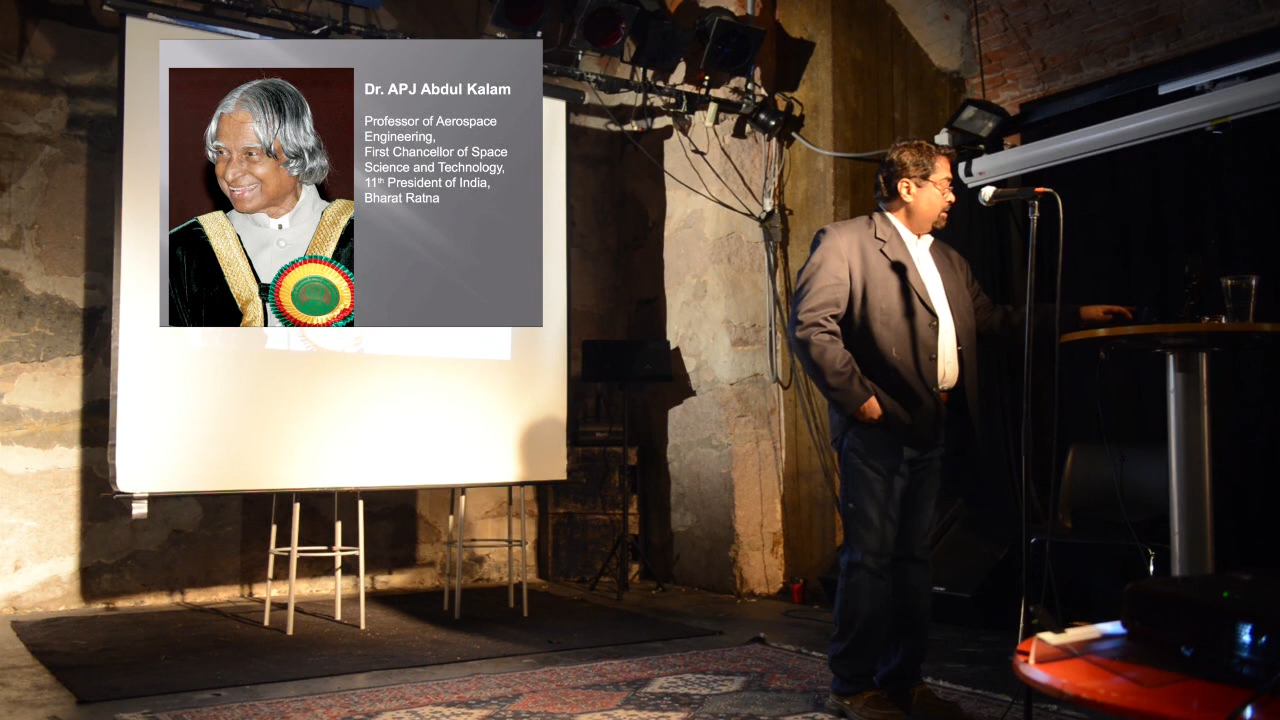 Dr. APJ Abdul Kalam
Professor of Aerospace
Engineering,
First Chancellor of Space
Science and Technology,
11th President of India,
Bharat Ratna